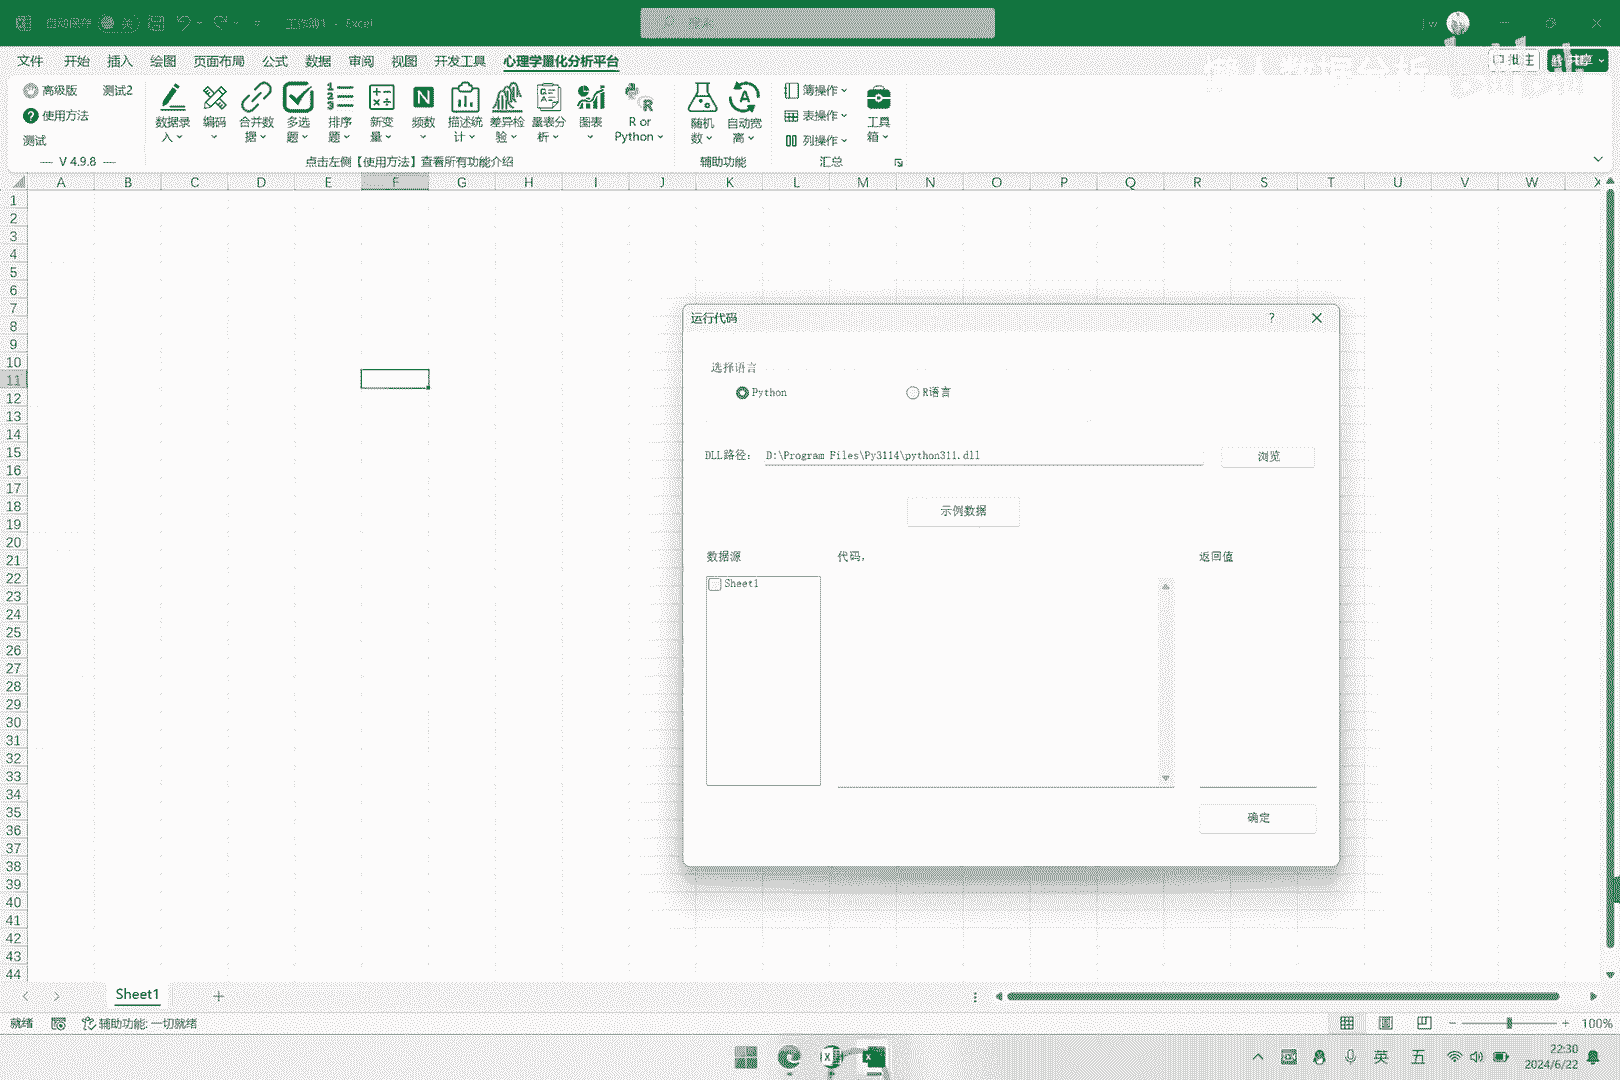 自动保存 关 工作簿1 - Excel 搜索
文件 开始 插入 绘图 页面布局 公式 数据 审阅 视图 开发工具 心理学量化分析平台 批注 共享
高级版 测试2
使用方法
测试
V 4.9.8
数据录入 编码 合并数据 多选题 排序题 新变量 频数 描述统计 差异检验 量表分析 图表 R or Python
点击左侧【使用方法】查看所有功能介绍
随机数 自动宽高
辅助功能
簿操作
表操作
列操作
工具箱
汇总
A B C D E F G H I J K L M N O P Q R S T U V W X
1
2
3
4
5
6
7
8
9
10
11
12
13
14
15
16
17
18
19
20
21
22
23
24
25
26
27
28
29
30
31
32
33
34
35
36
37
38
39
40
41
42
43
44
运行代码 ?
选择语言
Python R语言
DLL路径: D:\Program Files\Py3114\python311.dll 浏览
示例数据
数据源 代码, 返回值
Sheet1
确定
Sheet1
就绪 辅助功能: 一切就绪 100%
英 五 22:30
2024/6/22